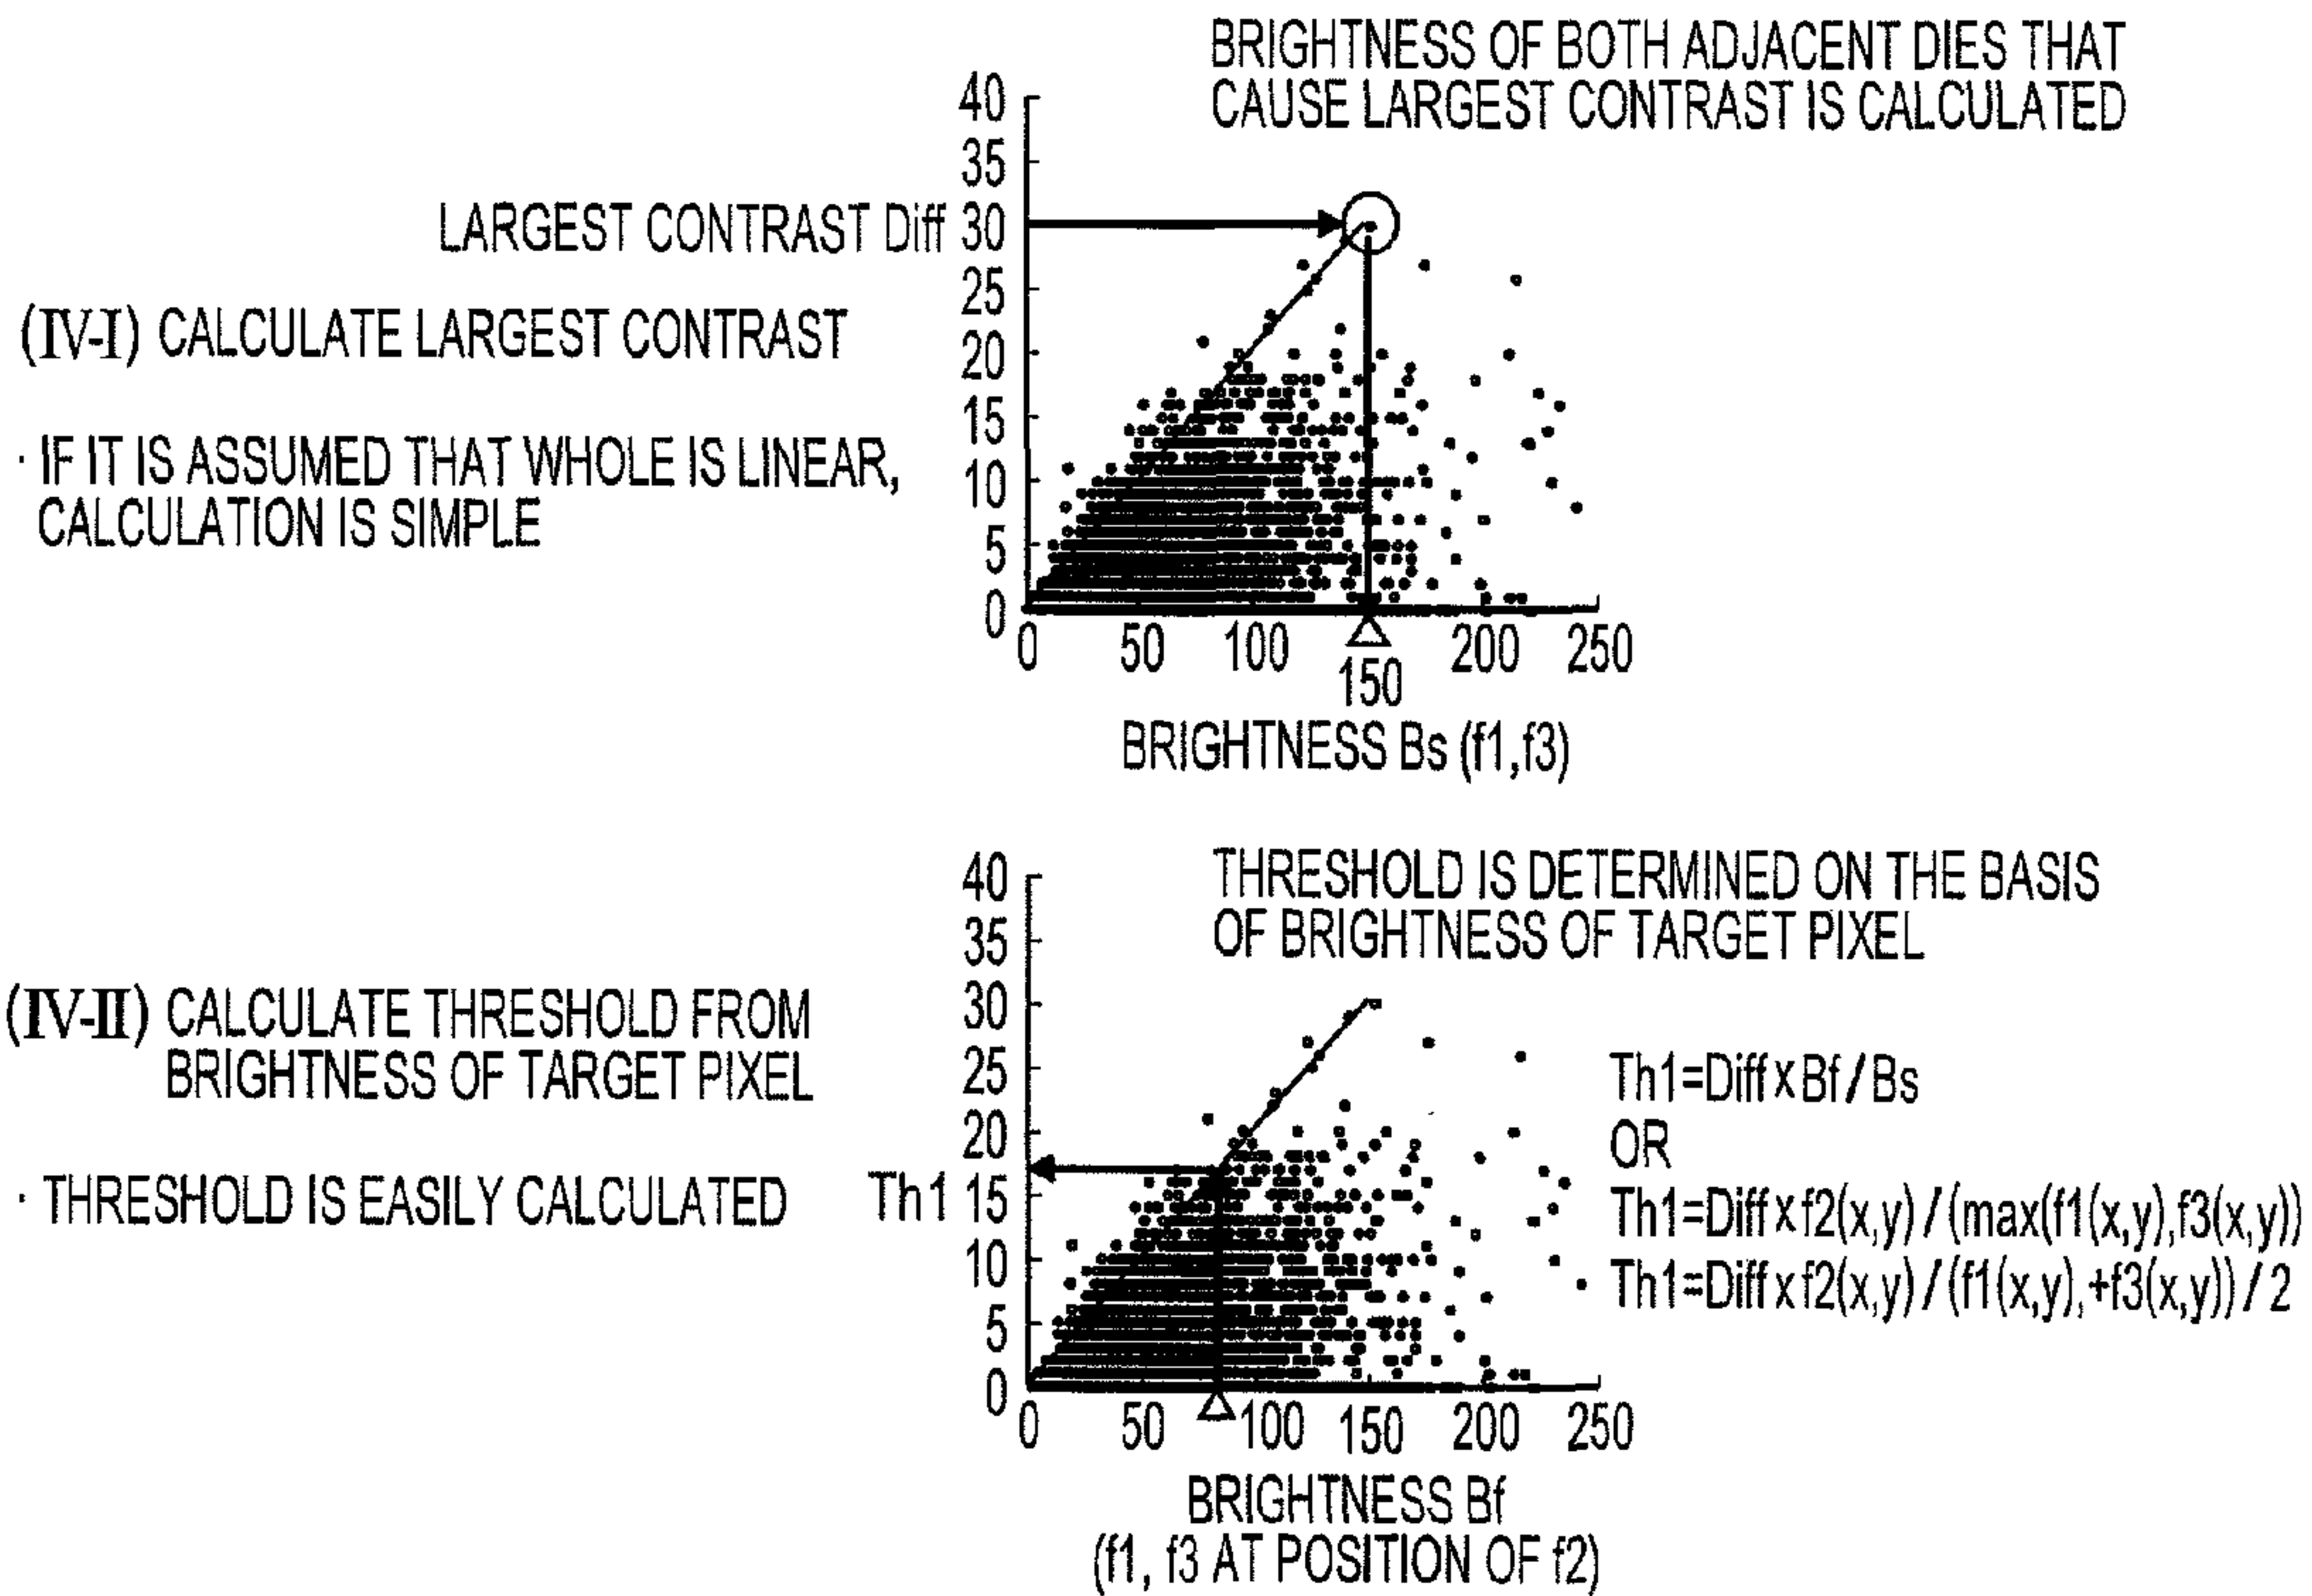 BRIGHTNESS OF BOTH ADJACENT DIES THAT
CAUSE LARGEST CONTRAST IS CALCULATED
LARGEST CONTRAST Diff
(IV-I) CALCULATE LARGEST CONTRAST
· IF IT IS ASSUMED THAT WHOLE IS LINEAR,
CALCULATION IS SIMPLE
40
35
30
25
20
15
10
5
0
0 50 100 150 200 250
BRIGHTNESS Bs (f1,f3)
THRESHOLD IS DETERMINED ON THE BASIS
OF BRIGHTNESS OF TARGET PIXEL
(IV-II) CALCULATE THRESHOLD FROM
BRIGHTNESS OF TARGET PIXEL
· THRESHOLD IS EASILY CALCULATED
Th1
40
35
30
25
20
15
10
5
0
0 50 100 150 200 250
BRIGHTNESS Bf
(f1, f3 AT POSITION OF f2)
Th1=Diff×Bf/Bs
OR
Th1=Diff×f2(x,y)/(max(f1(x,y),f3(x,y))
Th1=Diff×f2(x,y)/(f1(x,y),+f3(x,y))/2